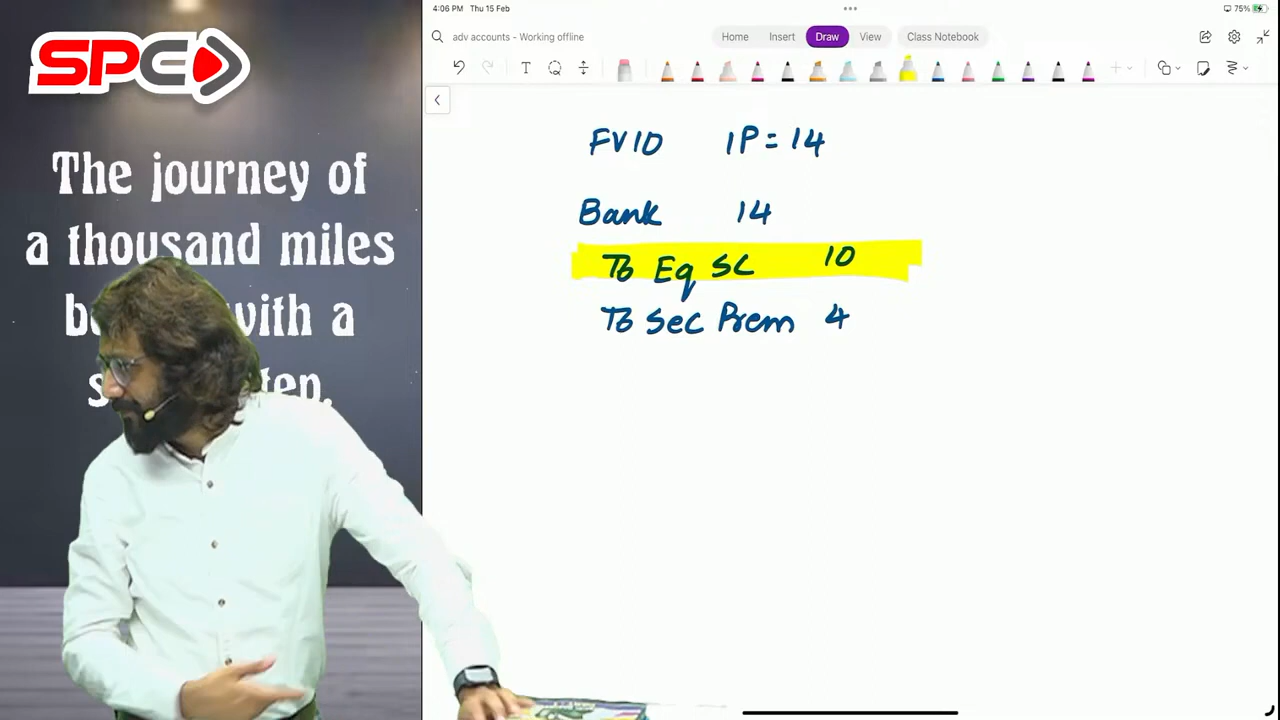 4:06 PM Thu 15 Feb
75%
adv accounts - Working offline
Home Insert Draw View Class Notebook
SPC
The journey of
a thousand miles
with a
FV10 IP = 14
Bank 14
To Eq SC 10
To Sec Prem 4